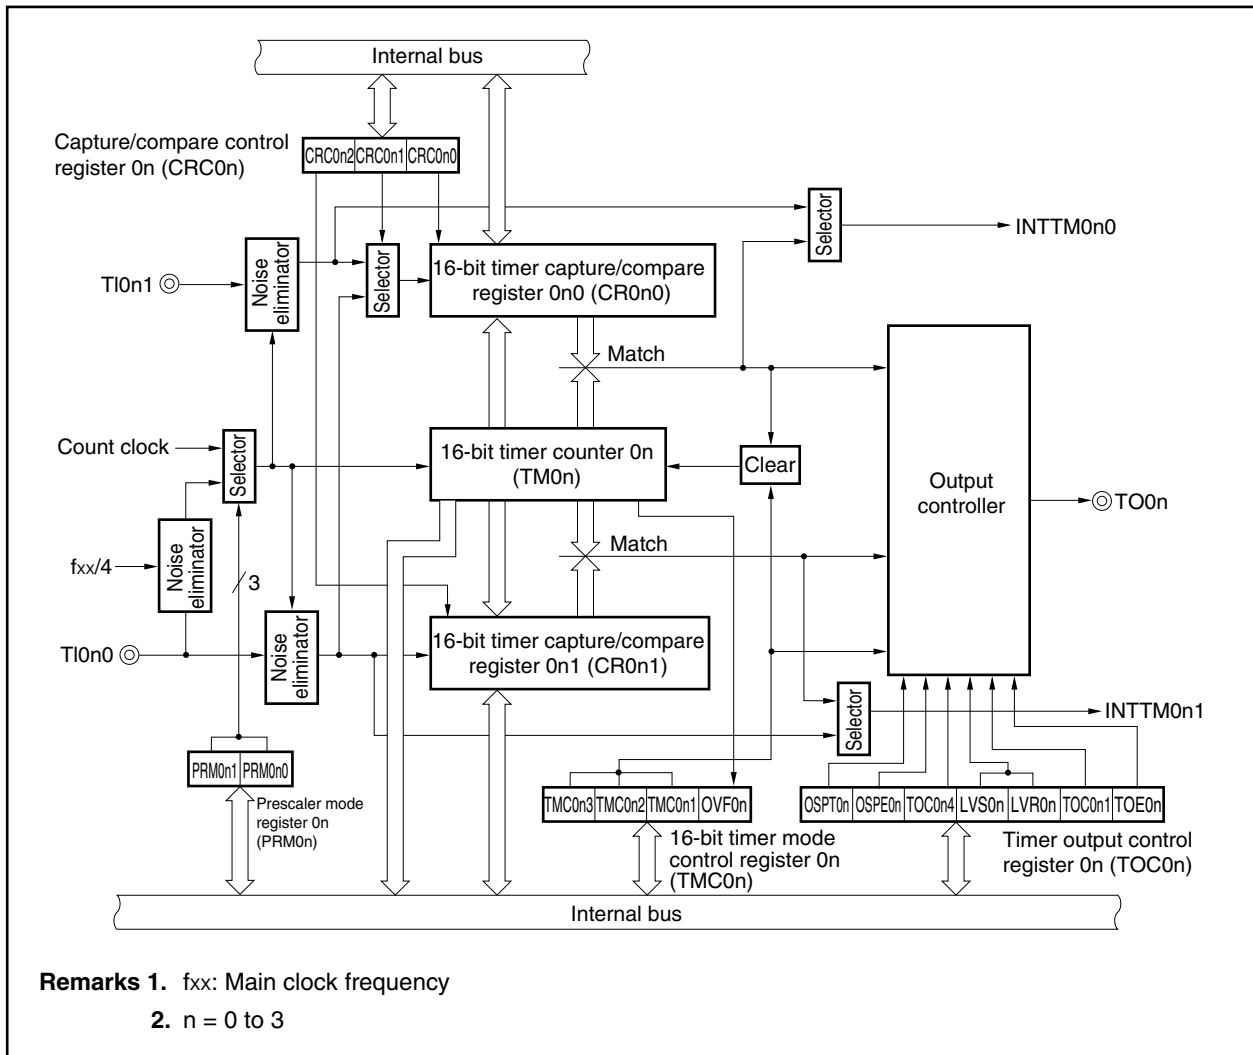 Internal bus
Capture/compare control
register 0n (CRC0n)
CRC0n2 CRC0n1 CRC0n0
Selector
INTTM0n0
TI0n1
Noise
eliminator
Selector
16-bit timer capture/compare
register 0n0 (CR0n0)
Match
Count clock
Selector
16-bit timer counter 0n
(TM0n)
Clear
Output
controller
TO0n
fxx/4
Noise
eliminator
3
Match
TI0n0
Noise
eliminator
16-bit timer capture/compare
register 0n1 (CR0n1)
Selector
INTTM0n1
PRM0n1 PRM0n0
Prescaler mode
register 0n
(PRM0n)
TMC0n3 TMC0n2 TMC0n1 OVF0n
16-bit timer mode
control register 0n
(TMC0n)
OSPT0n OSPE0n TOC0n4 LVS0n LVR0n TOC0n1 TOE0n
Timer output control
register 0n (TOC0n)
Internal bus
Remarks 1. fxx: Main clock frequency
2. n = 0 to 3